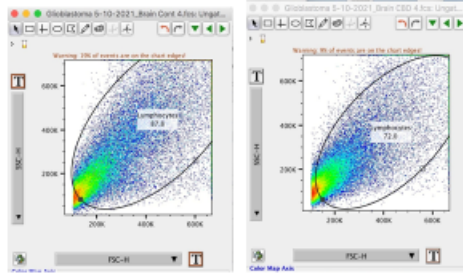 Glioblastoma 5-10-2021_Brain Cont 4.fcs: Ungat...
T
Warning: 10% of events are on the chart edges!
600K
400K
200K
Lymphocytes
87.8
SSC-H
200K 400K 600K
FSC-H
T
Color Map Axis
Glioblastoma 5-10-2021_Brain CBD 4.fcs: Ungat...
T
Warning: 9% of events are on the chart edges!
600K
400K
200K
Lymphocytes
72.8
SSC-H
200K 400K 600K
FSC-H
T
Color Map Axis